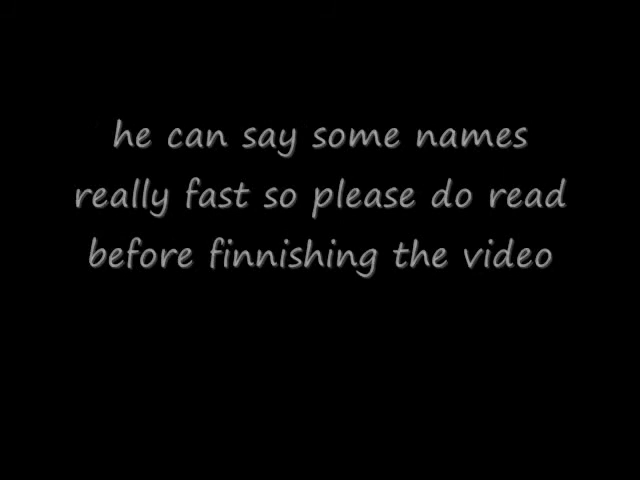 he can say some names
really fast so please do read
before finnishing the video